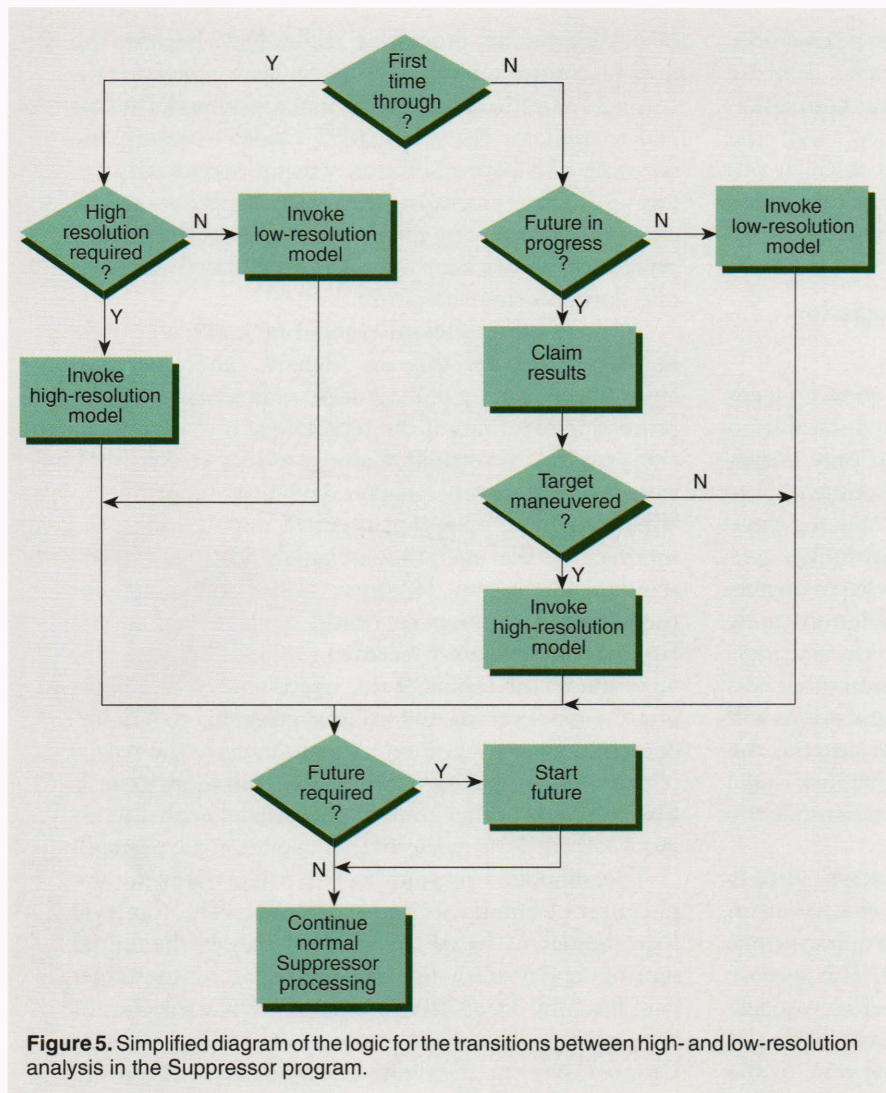 Y
First
time
through
?
N
High
resolution
required
?
N
Invoke
low-resolution
model
Y
Invoke
high-resolution
model
Future in
progress
?
N
Invoke
low-resolution
model
Y
Claim
results
Target
maneuvered
?
N
Y
Invoke
high-resolution
model
Future
required
?
Y
Start
future
N
Continue
normal
Suppressor
processing
Figure 5. Simplified diagram of the logic for the transitions between high- and low-resolution
analysis in the Suppressor program.